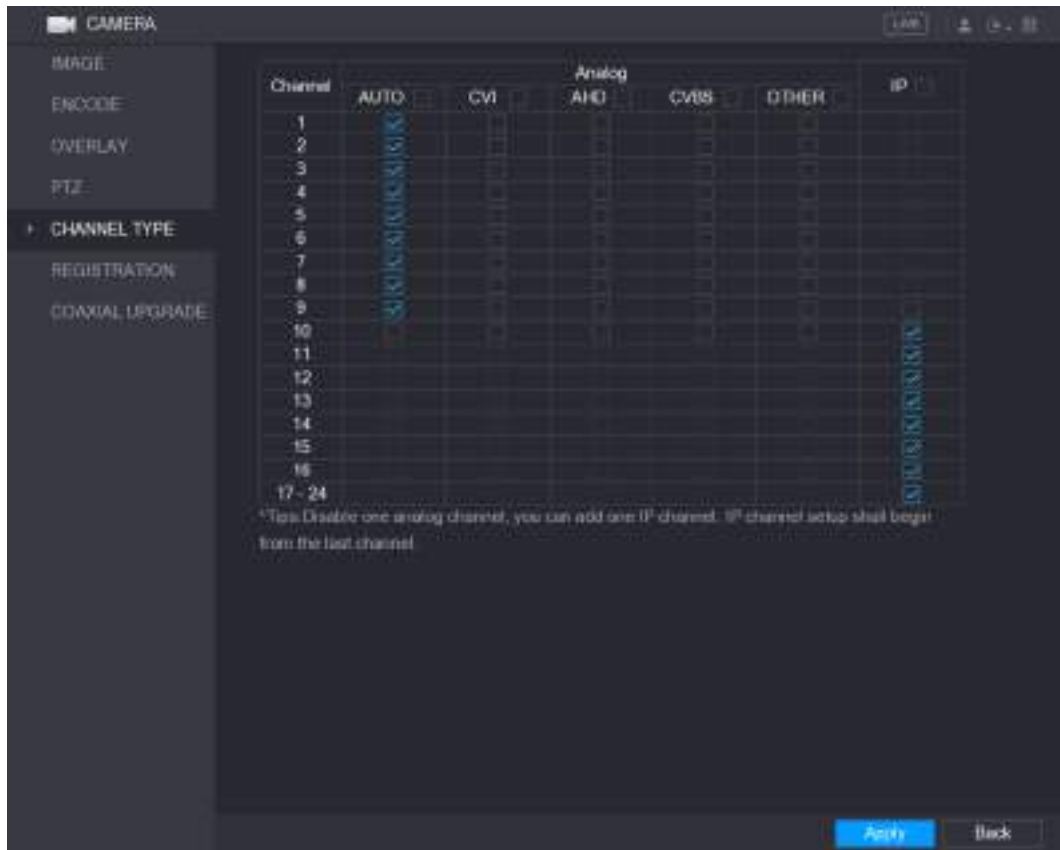 CAMERA
LIVE
IMAGE
ENCODE
OVERLAY
PTZ
CHANNEL TYPE
REGISTRATION
COAXIAL UPGRADE
Channel
Analog
IP
AUTO CVI AHD CVBS OTHER
1
2
3
4
5
6
7
8
9
10
11
12
13
14
15
16
17 - 24
*Tips:Disable one analog channel, you can add one IP channel. IP channel setup shall begin
from the last channel.
Apply Back